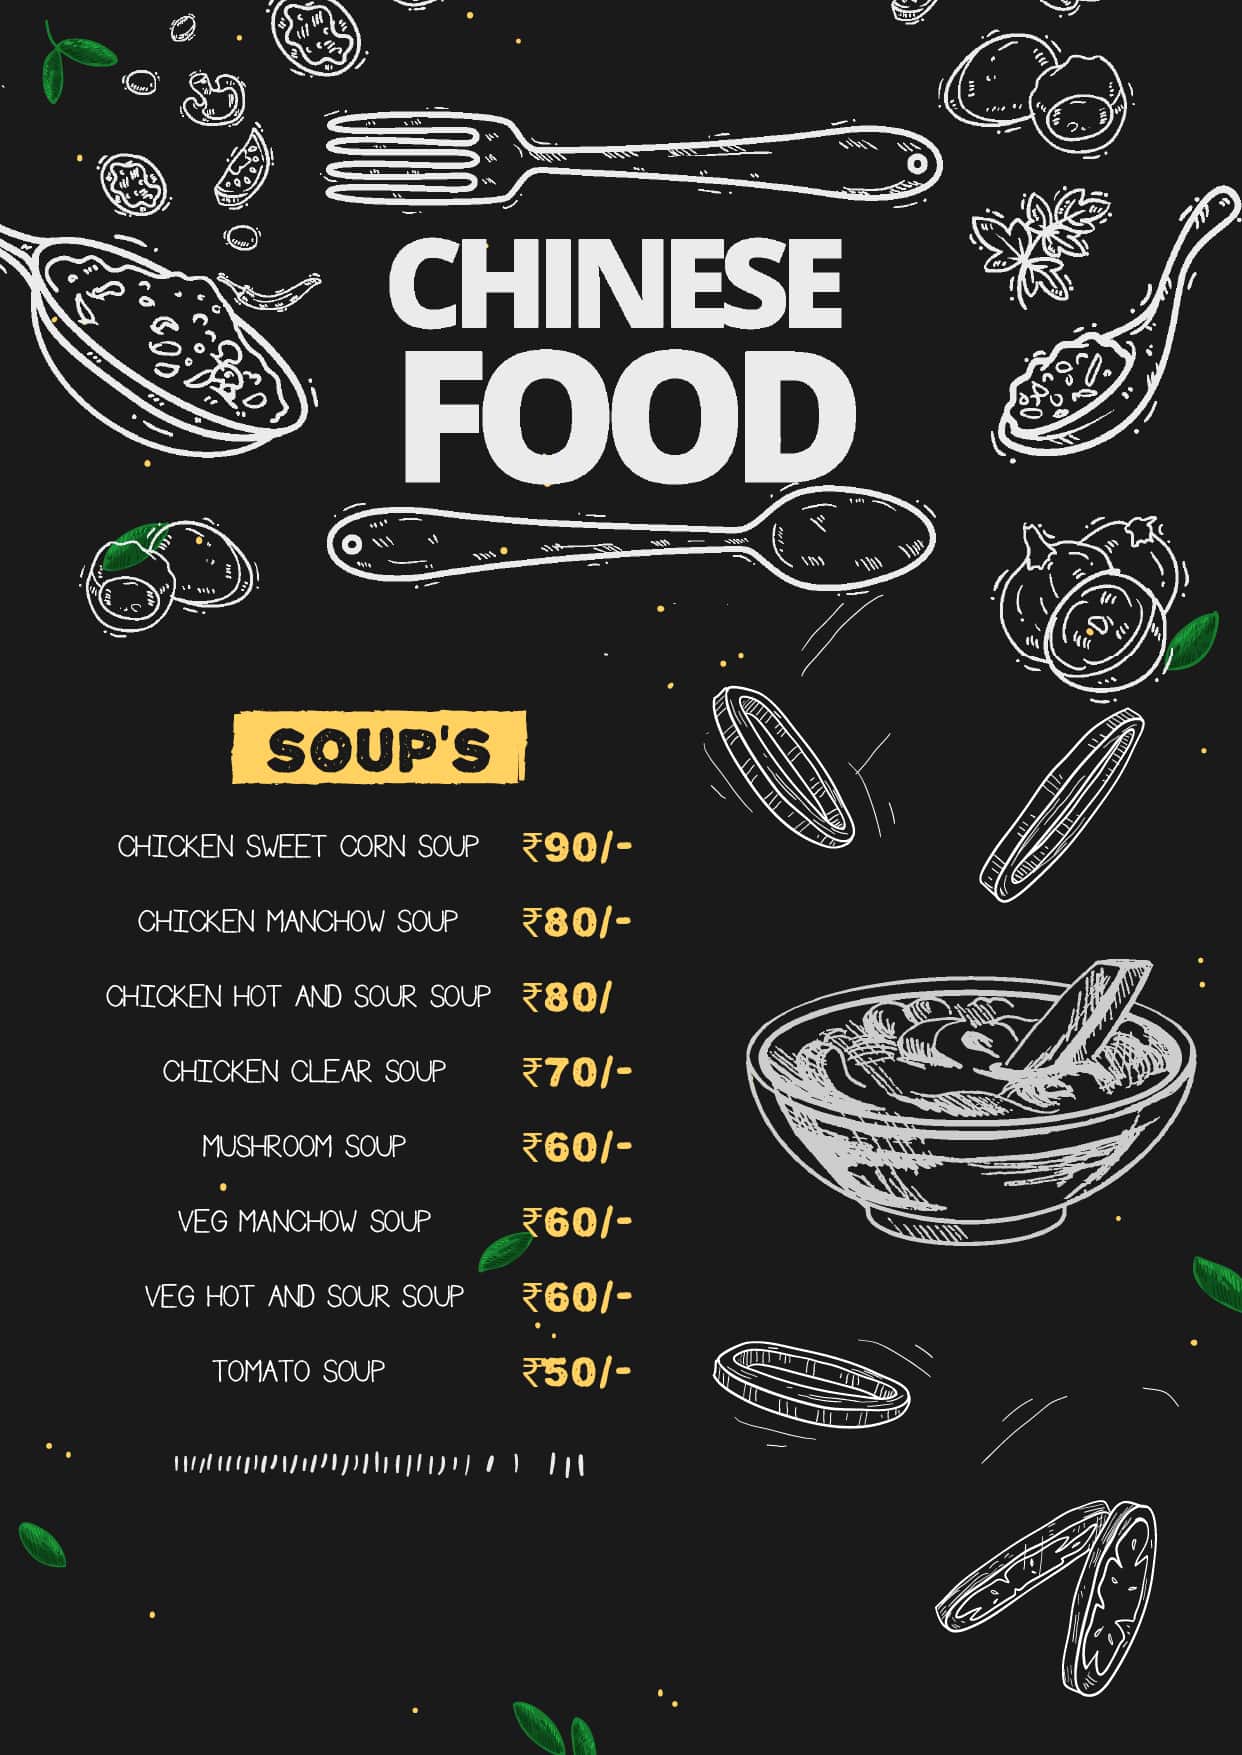 CHINESE
FOOD
SOUP'S
CHICKEN SWEET CORN SOUP ₹90/-
CHICKEN MANCHOW SOUP ₹80/-
CHICKEN HOT AND SOUR SOUP ₹80/
CHICKEN CLEAR SOUP ₹70/-
MUSHROOM SOUP ₹60/-
VEG MANCHOW SOUP ₹60/-
VEG HOT AND SOUR SOUP ₹60/-
TOMATO SOUP ₹50/-